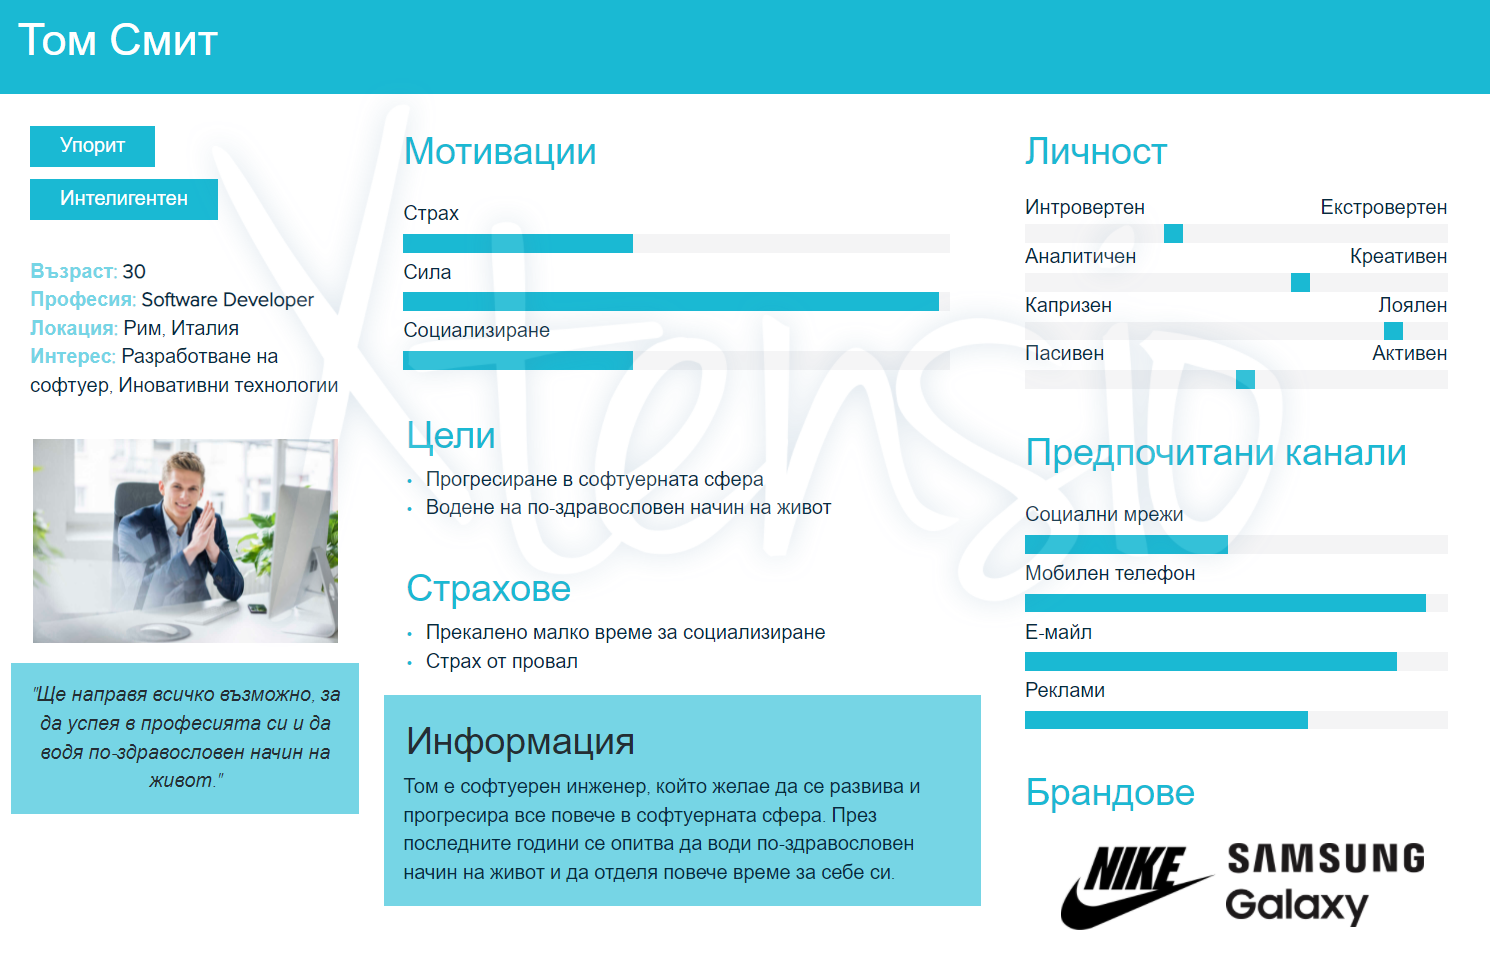 Том Смит
Упорит
Интелигентен
Възраст: 30
Професия: Software Developer
Локация: Рим, Италия
Интерес: Разработване на
софтуер, Иновативни технологии
"Ще направя всичко възможно, за
да успея в професията си и да
водя по-здравословен начин на
живот."
Мотивации
Страх
Сила
Социализиране
Цели
• Прогресиране в софтуерната сфера
• Водене на по-здравословен начин на живот
Страхове
• Прекалено малко време за социализиране
• Страх от провал
Информация
Том е софтуерен инженер, който желае да се развива и
прогресира все повече в софтуерната сфера. През
последните години се опитва да води по-здравословен
начин на живот и да отделя повече време за себе си.
Личност
Интровертен Екстровертен
Аналитичен Креативен
Капризен Лоялен
Пасивен Активен
Предпочитани канали
Социални мрежи
Мобилен телефон
Е-майл
Реклами
Брандове
NIKE
SAMSUNG
Galaxy
Xtensio